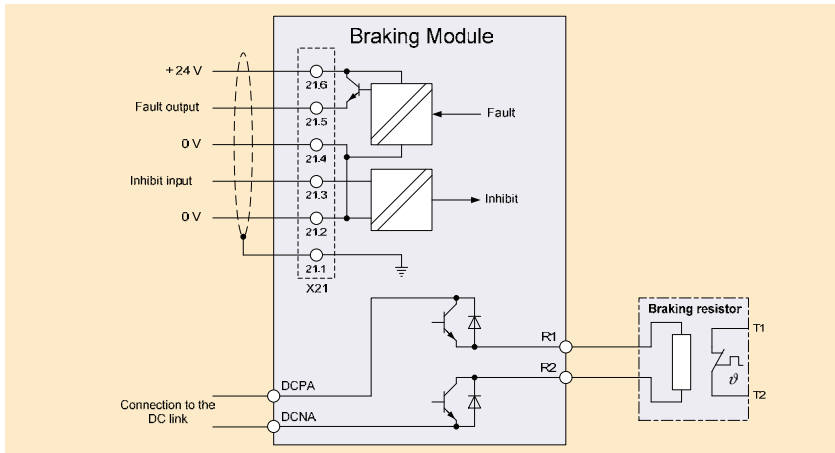 Braking Module
+24 V
21.6
Fault output
21.5
Fault
0 V
21.4
Inhibit input
21.3
Inhibit
0 V
21.2
21.1
X21
Braking resistor
R1
T1
R2
ϑ
T2
DCPA
Connection to the
DC link
DCNA